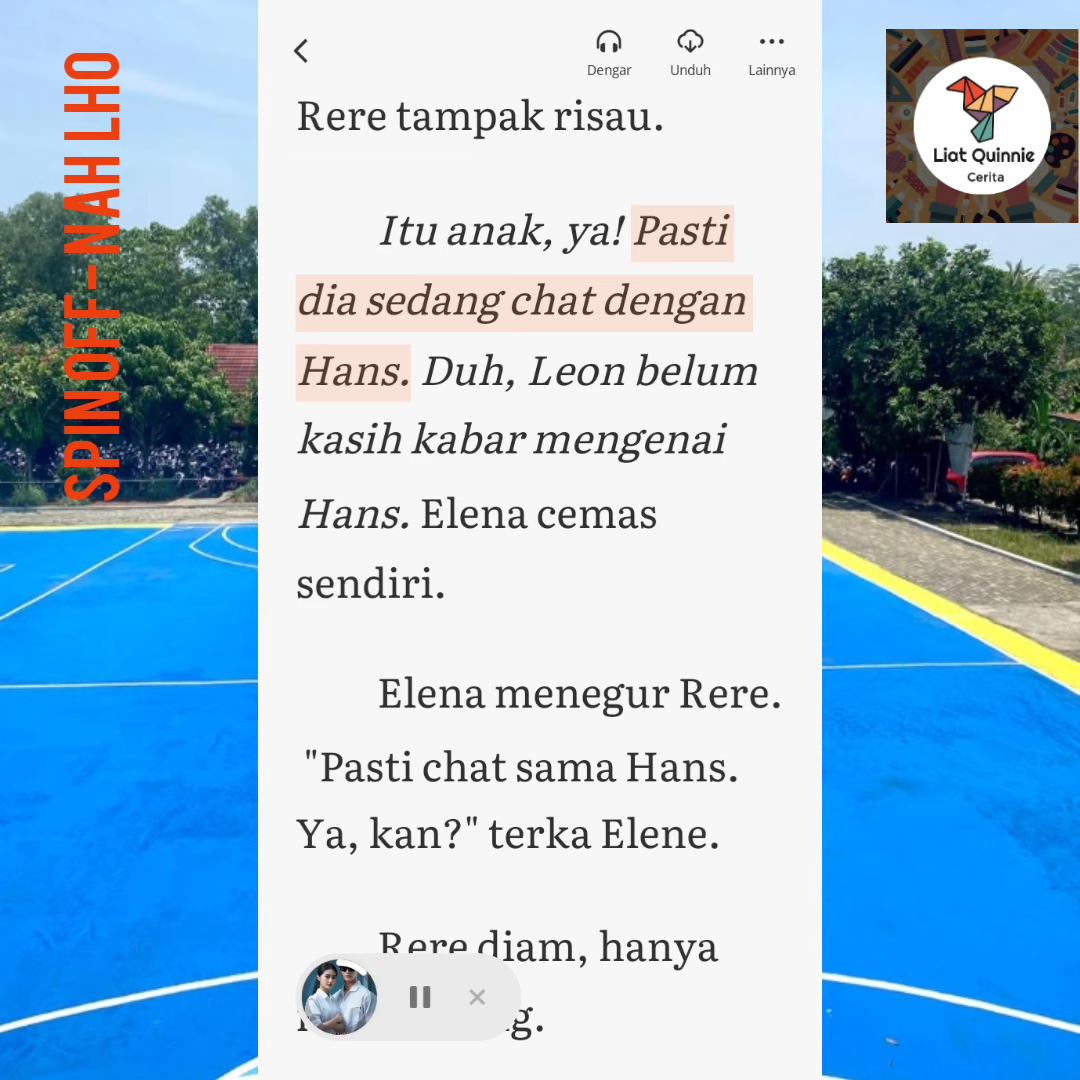 SPINOFF-NAH LHO
Dengar
Unduh
Lainnya
Liat Quinnie
Cerita
Rere tampak risau.
Itu anak, ya! Pasti
dia sedang chat dengan
Hans. Duh, Leon belum
kasih kabar mengenai
Hans. Elena cemas
sendiri.
Elena menegur Rere.
"Pasti chat sama Hans.
Ya, kan?" terka Elene.
Rere diam, hanya